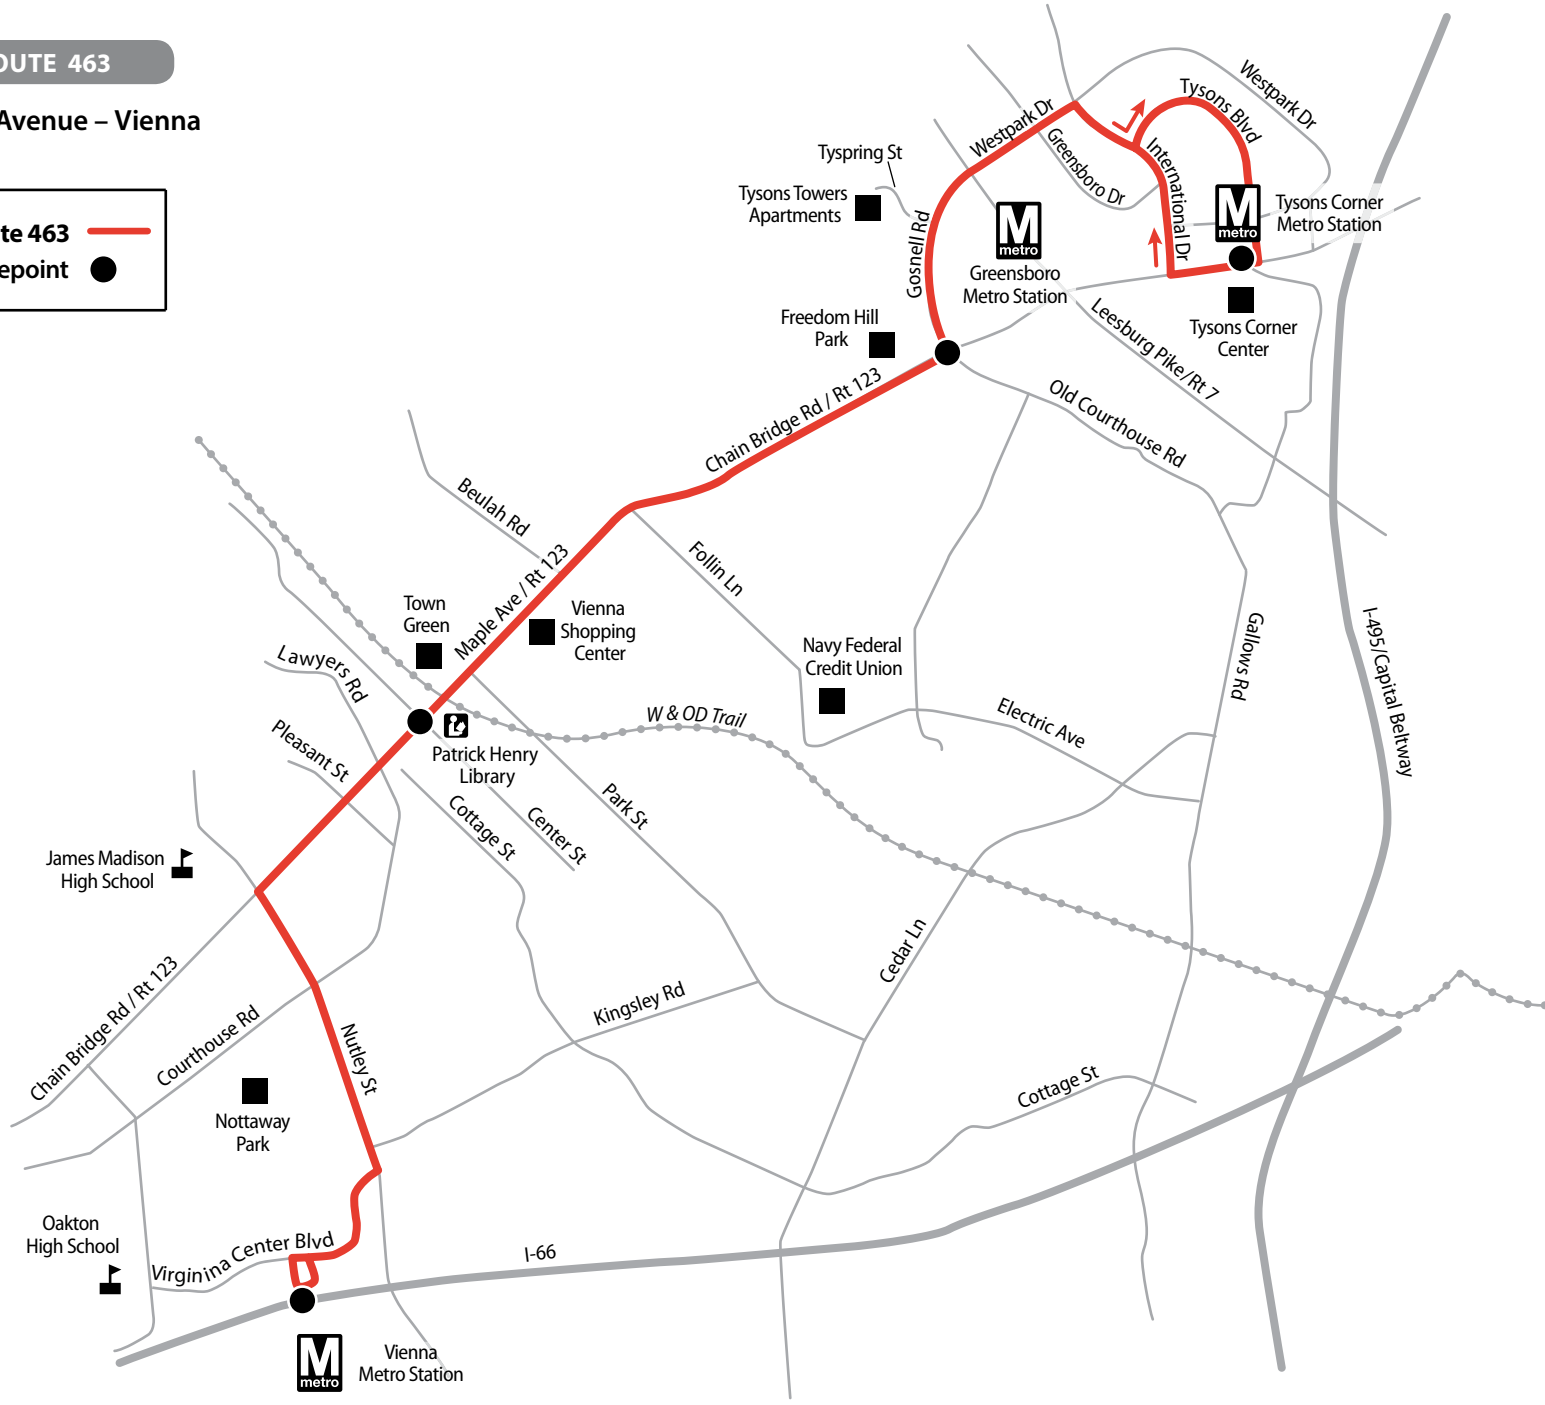 OUTE 463
Avenue – Vienna
te 463
epoint
Westpark Dr
Tysons Blvd
Westpark Dr
Greensboro Dr
International Dr
Tyspring St
Tysons Towers
Apartments
Gosnell Rd
M
metro
Greensboro
Metro Station
M
metro
Tysons Corner
Metro Station
Tysons Corner
Center
Freedom Hill
Park
Leesburg Pike/Rt 7
Chain Bridge Rd / Rt 123
Old Courthouse Rd
Beulah Rd
Follin Ln
Maple Ave / Rt 123
Town
Green
Vienna
Shopping
Center
Navy Federal
Credit Union
Gallows Rd
I-495/Capital Beltway
Lawyers Rd
W & OD Trail
Electric Ave
Pleasant St
Patrick Henry
Library
Cottage St
Center St
Park St
James Madison
High School
Cedar Ln
Chain Bridge Rd / Rt 123
Courthouse Rd
Kingsley Rd
Nutley St
Cottage St
Nottaway
Park
Oakton
High School
Virginina Center Blvd
I-66
M
metro
Vienna
Metro Station